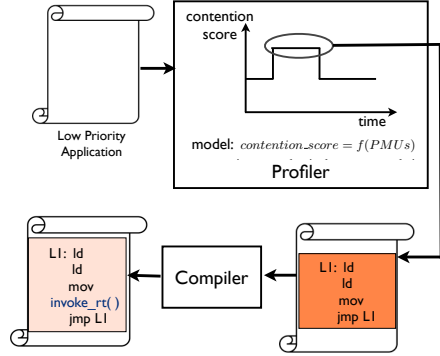 contention
score
time
Low Priority
Application
model: contention_score = f(PMUs)
Profiler
L1: ld
ld
mov
invoke_rt( )
jmp L1
Compiler
L1: ld
ld
mov
jmp L1